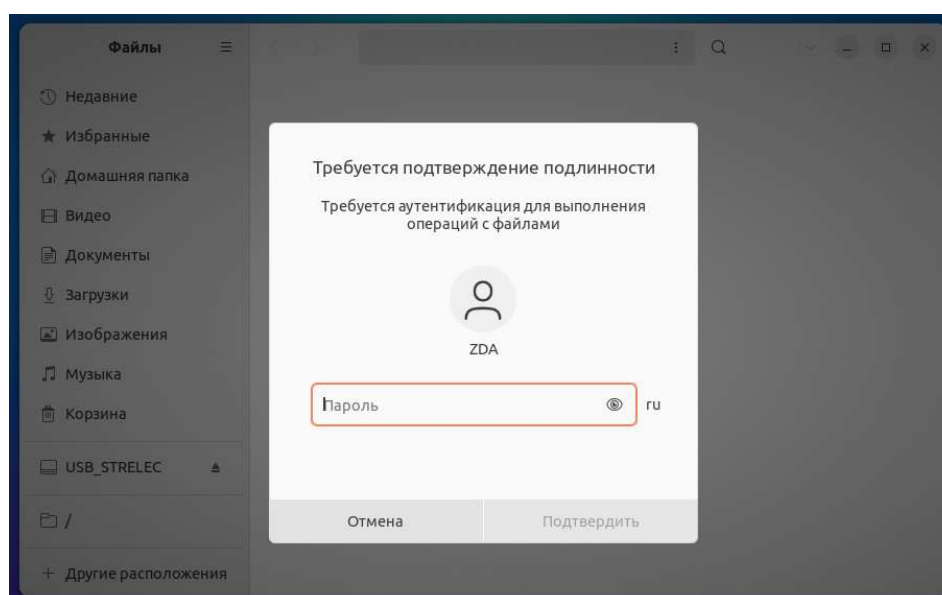 Файлы
Недавние
Избранные
Домашняя папка
Видео
Документы
Загрузки
Изображения
Музыка
Корзина
USB_STRELEC
/
Другие расположения
Требуется подтверждение подлинности
Требуется аутентификация для выполнения
операций с файлами
ZDA
Пароль
ru
Отмена
Подтвердить